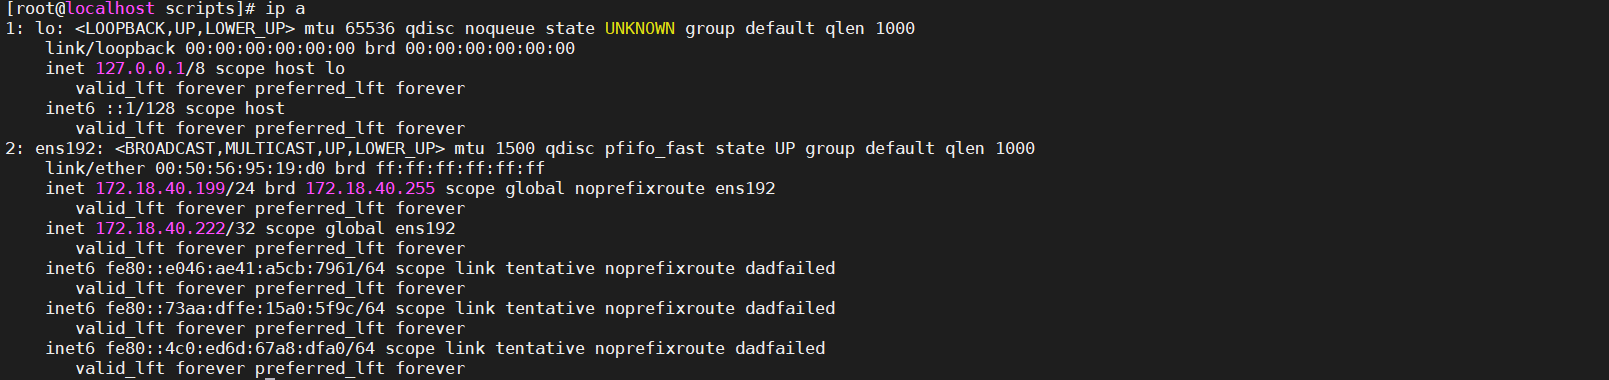 [root@localhost scripts]# ip a
1: lo: <LOOPBACK,UP,LOWER_UP> mtu 65536 qdisc noqueue state UNKNOWN group default qlen 1000
    link/loopback 00:00:00:00:00:00 brd 00:00:00:00:00:00
    inet 127.0.0.1/8 scope host lo
       valid_lft forever preferred_lft forever
    inet6 ::1/128 scope host
       valid_lft forever preferred_lft forever
2: ens192: <BROADCAST,MULTICAST,UP,LOWER_UP> mtu 1500 qdisc pfifo_fast state UP group default qlen 1000
    link/ether 00:50:56:95:19:d0 brd ff:ff:ff:ff:ff:ff
    inet 172.18.40.199/24 brd 172.18.40.255 scope global noprefixroute ens192
       valid_lft forever preferred_lft forever
    inet 172.18.40.222/32 scope global ens192
       valid_lft forever preferred_lft forever
    inet6 fe80::e046:ae41:a5cb:7961/64 scope link tentative noprefixroute dadfailed
       valid_lft forever preferred_lft forever
    inet6 fe80::73aa:dffe:15a0:5f9c/64 scope link tentative noprefixroute dadfailed
       valid_lft forever preferred_lft forever
    inet6 fe80::4c0:ed6d:67a8:dfa0/64 scope link tentative noprefixroute dadfailed
       valid_lft forever preferred_lft forever